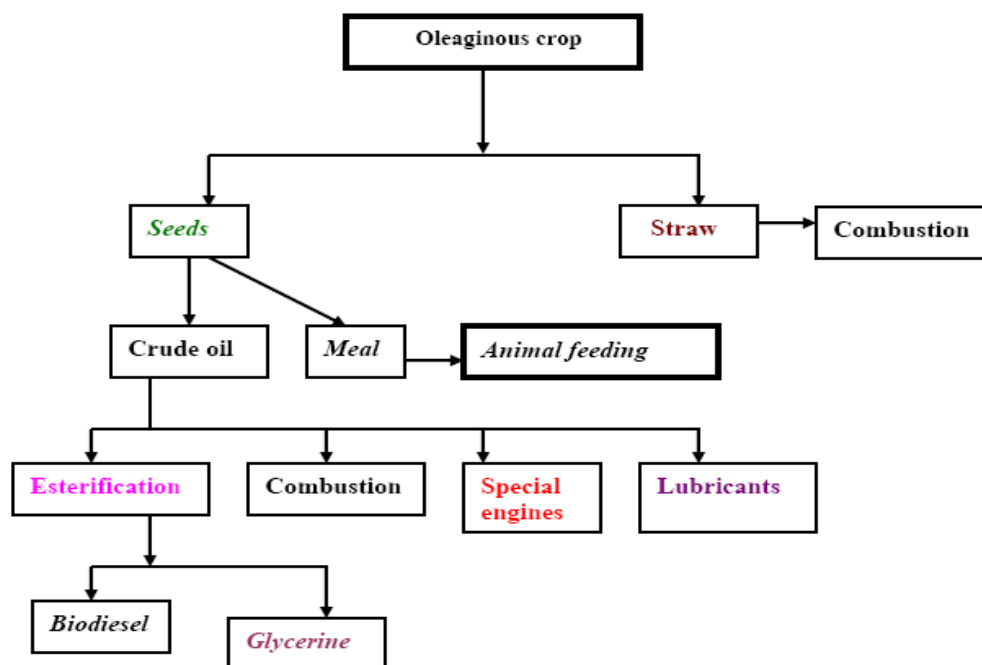 Oleaginous crop
Seeds
Straw
Combustion
Crude oil
Meal
Animal feeding
Esterification
Combustion
Special
engines
Lubricants
Biodiesel
Glycerine